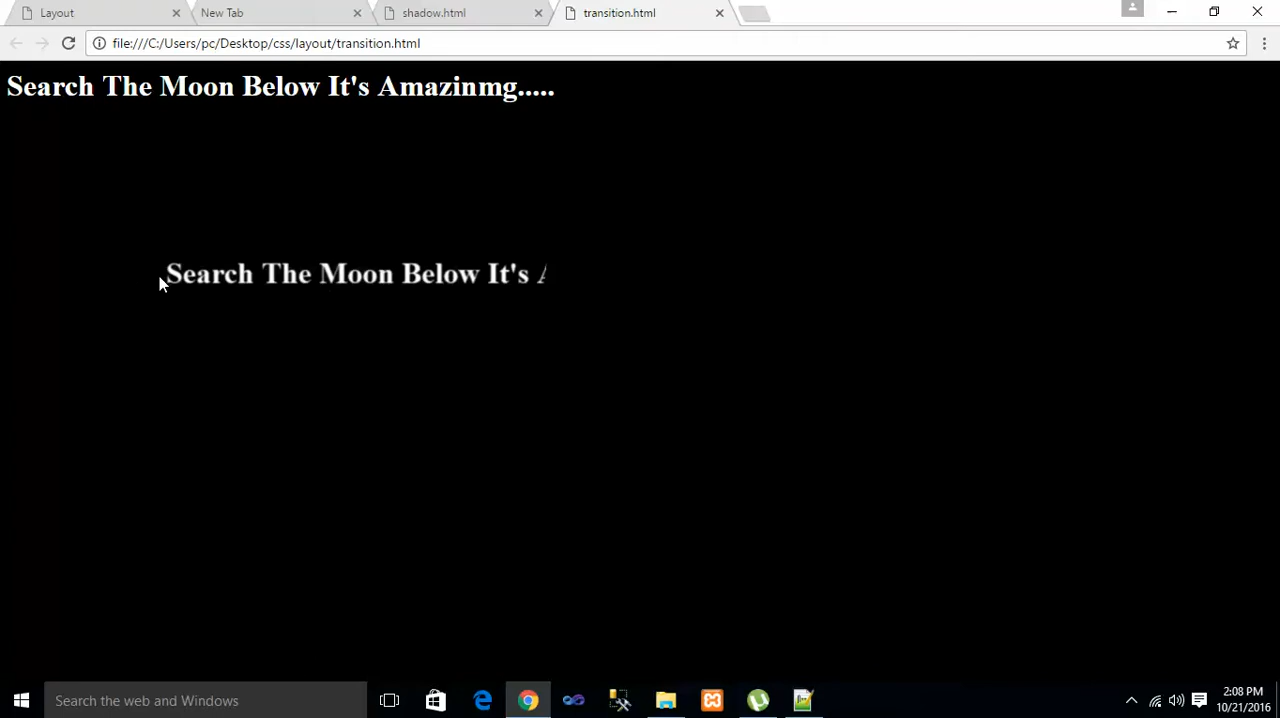 Layout
New Tab
shadow.html
transition.html
file:///C:/Users/pc/Desktop/css/layout/transition.html
Search The Moon Below It's Amazinmg.....
Search The Moon Below It's
Search the web and Windows
2:08 PM
10/21/2016